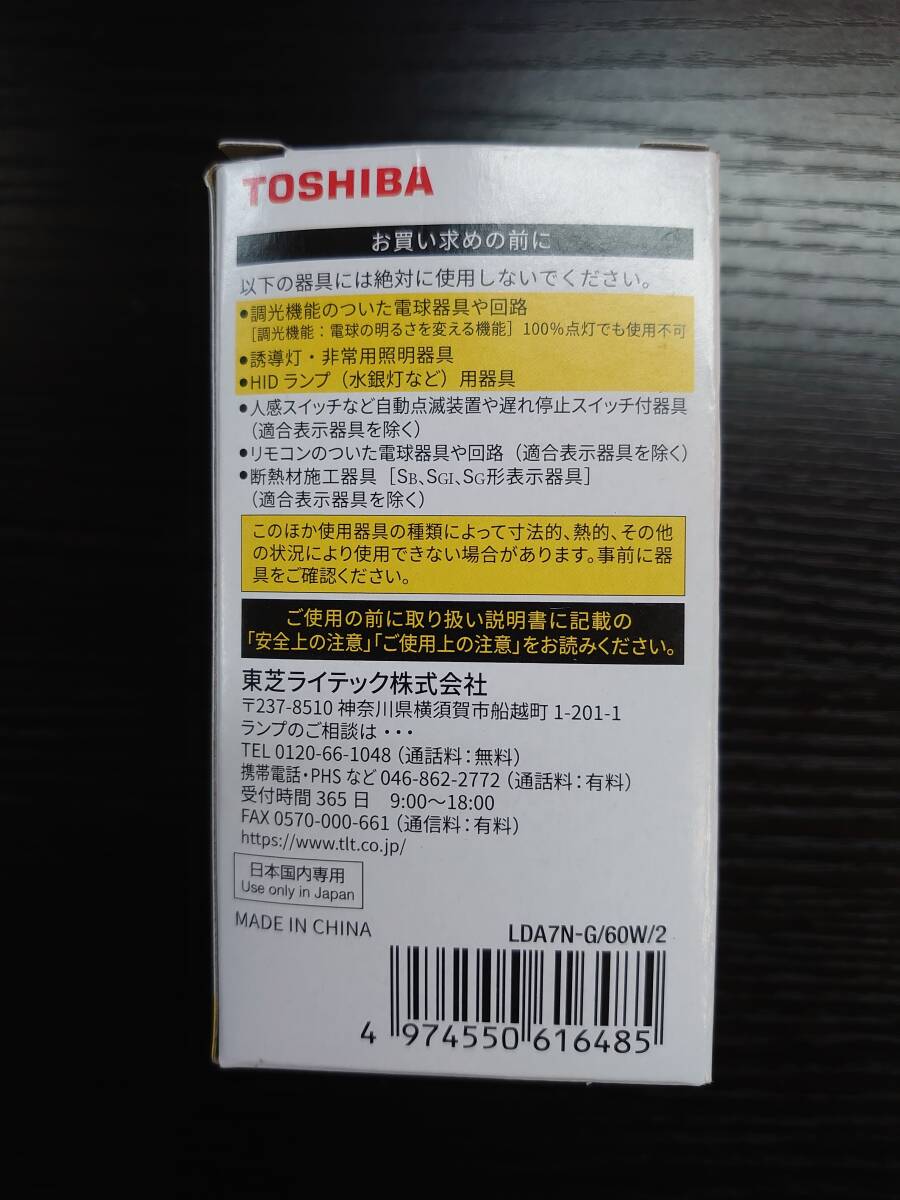 TOSHIBA
お買い求めの前に
以下の器具には絶対に使用しないでください。
●調光機能のついた電球器具や回路
［調光機能：電球の明るさを変える機能］100%点灯でも使用不可
●誘導灯・非常用照明器具
●HIDランプ（水銀灯など）用器具
●人感スイッチなど自動点滅装置や遅れ停止スイッチ付器具
（適合表示器具を除く）
●リモコンのついた電球器具や回路（適合表示器具を除く）
●断熱材施工器具［SB、SGI、SG形表示器具］
（適合表示器具を除く）
このほか使用器具の種類によって寸法的、熱的、その他
の状況により使用できない場合があります。事前に器
具をご確認ください。
ご使用の前に取り扱い説明書に記載の
「安全上の注意」「ご使用上の注意」をお読みください。
東芝ライテック株式会社
〒237-8510 神奈川県横須賀市船越町 1-201-1
ランプのご相談は・・・
TEL 0120-66-1048（通話料：無料）
携帯電話・PHSなど 046-862-2772（通話料：有料）
受付時間 365日　9:00～18:00
FAX 0570-000-661（通信料：有料）
https://www.tlt.co.jp/
日本国内専用
Use only in Japan
MADE IN CHINA
LDA7N-G/60W/2
4 974550 616485